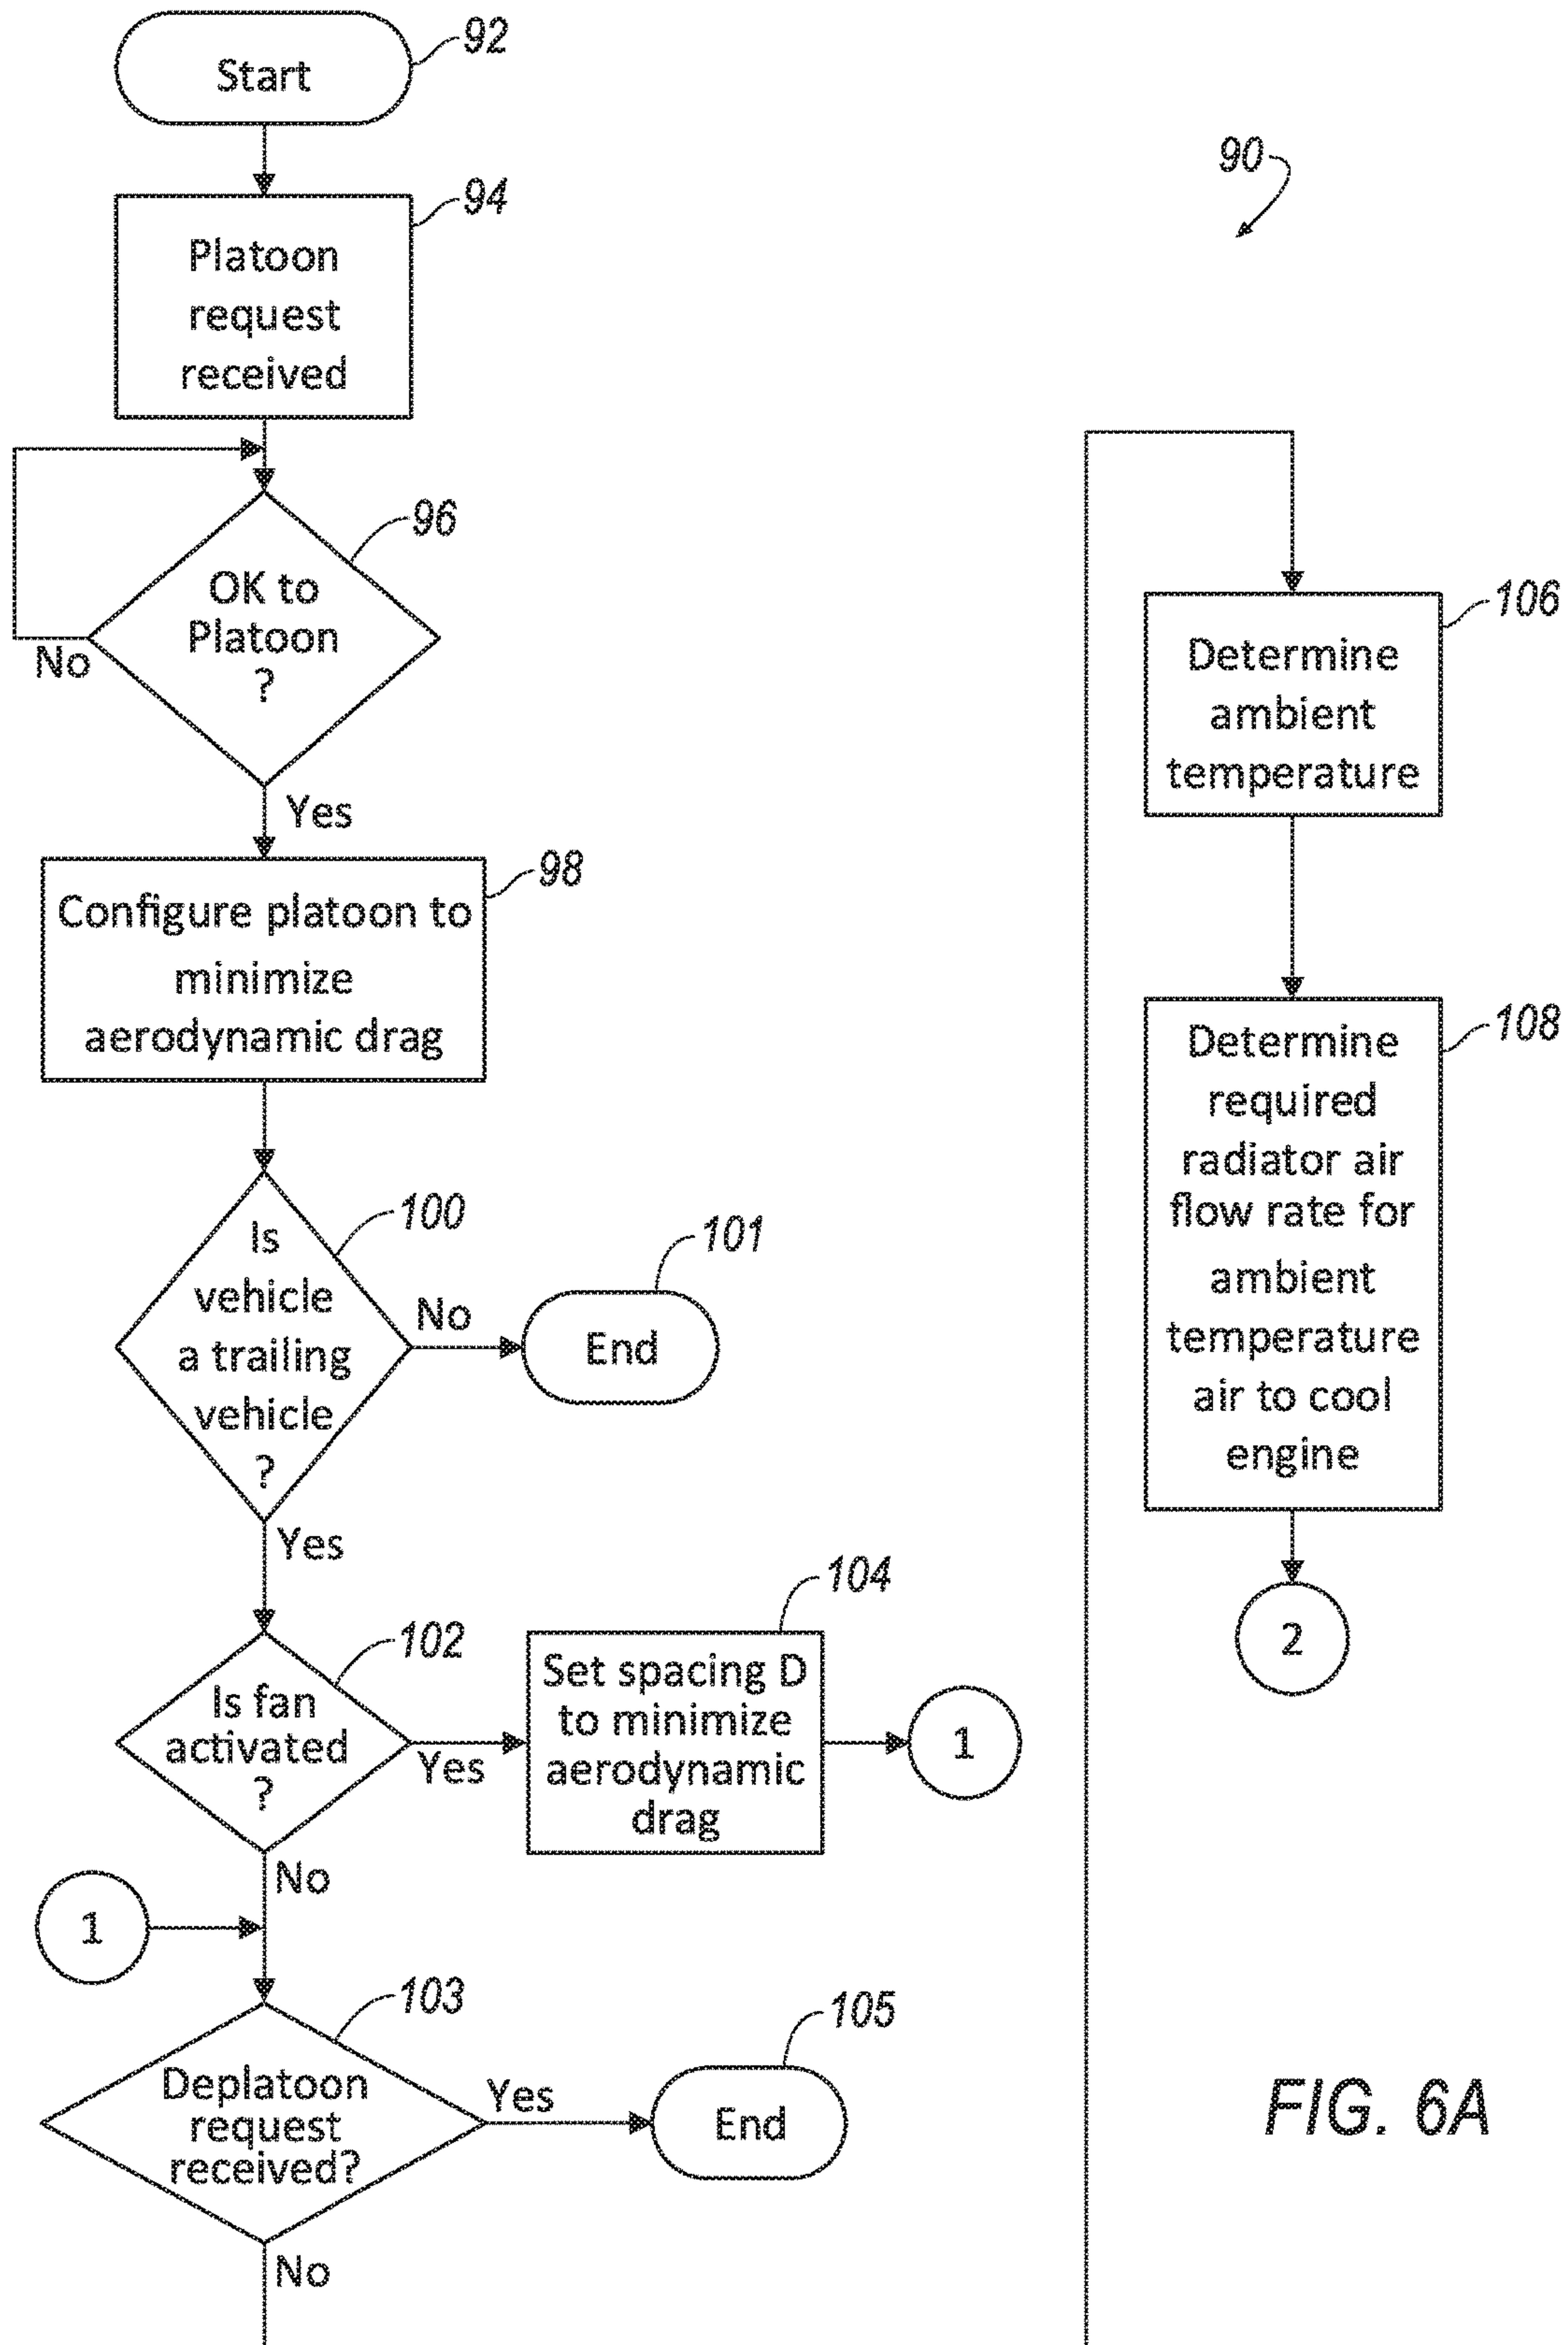 Start
92
Platoon
request
received
94
OK to
Platoon
?
96
No
Yes
Configure platoon to
minimize
aerodynamic drag
98
Is
vehicle
a trailing
vehicle
?
100
No
End
101
Yes
Is fan
activated
?
102
Yes
Set spacing D
to minimize
aerodynamic
drag
104
1
No
1
Deplatoon
request
received?
103
Yes
End
105
No
90
Determine
ambient
temperature
106
Determine
required
radiator air
flow rate for
ambient
temperature
air to cool
engine
108
2
FIG. 6A